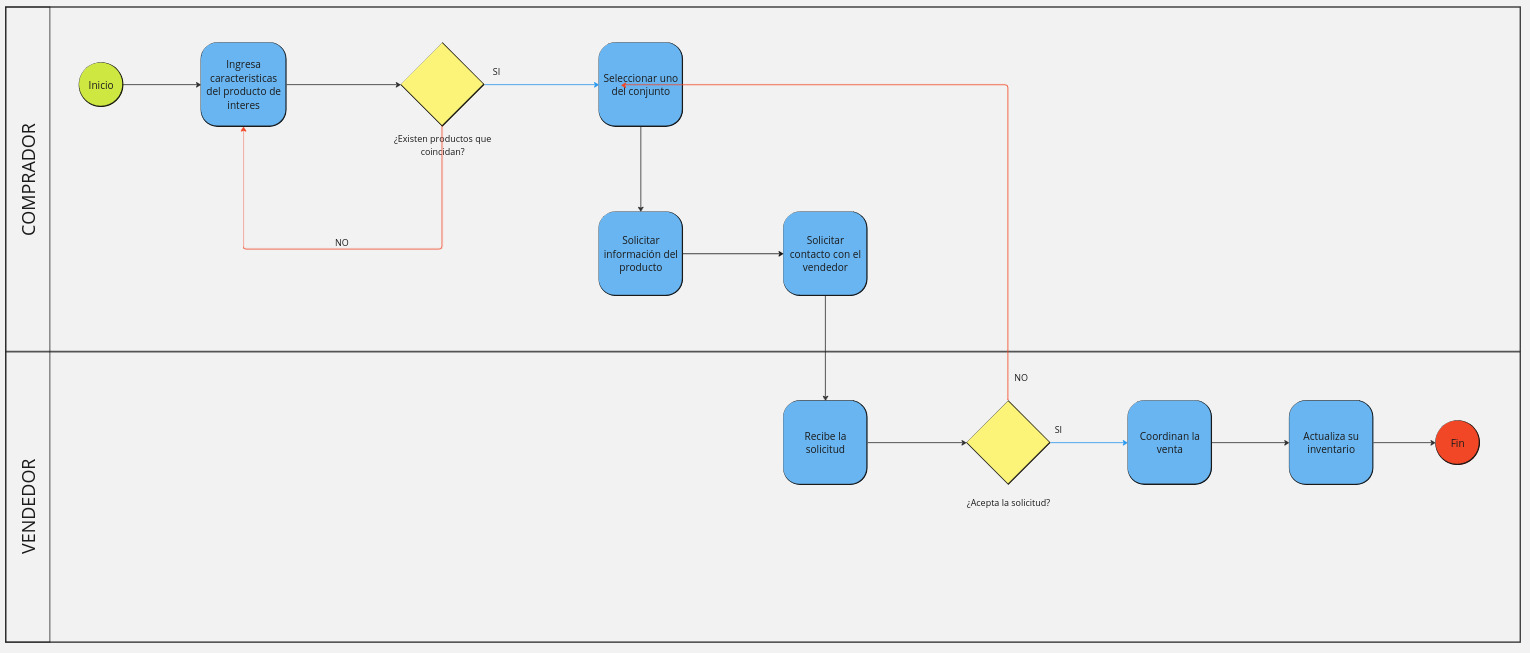 COMPRADOR
Inicio
Ingresa
características
del producto de
interes
SI
¿Existen productos que
coincidan?
NO
Seleccionar uno
del conjunto
Solicitar
información del
producto
Solicitar
contacto con el
vendedor
VENDEDOR
Recibe la
solicitud
NO
SI
¿Acepta la solicitud?
Coordinan la
venta
Actualiza su
inventario
Fin